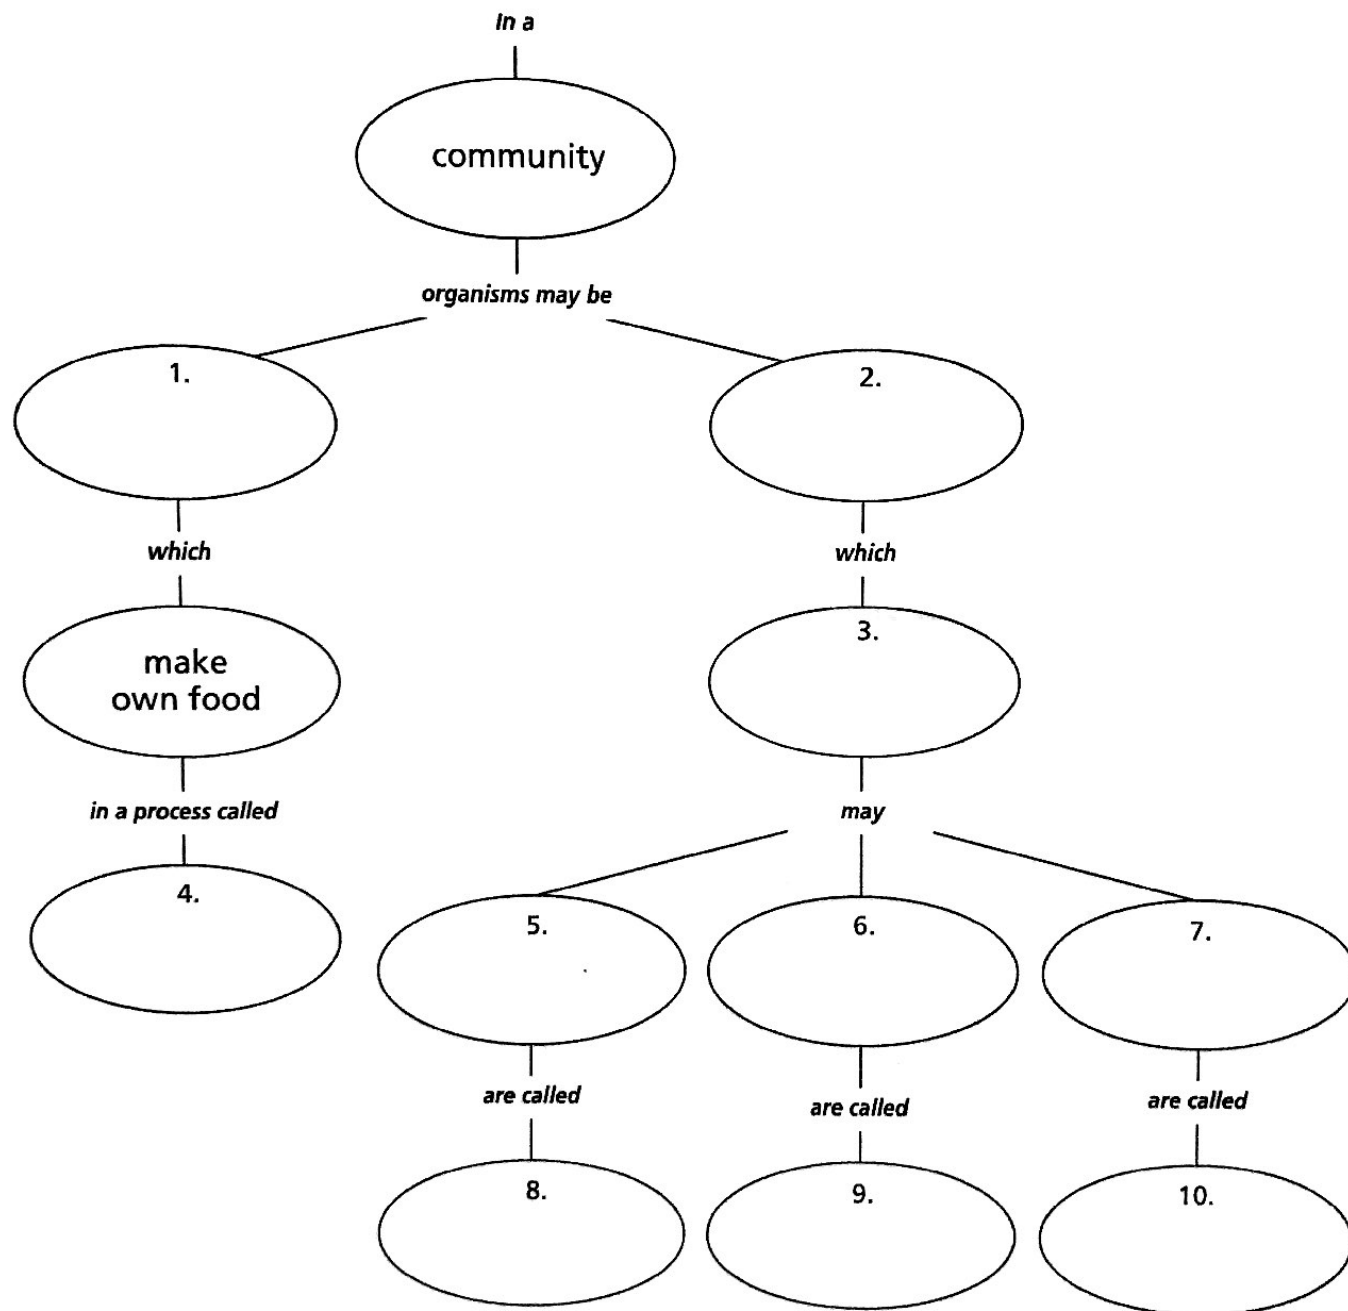 In a
community
organisms may be
1.
2.
which
which
make
own food
3.
in a process called
may
4.
5.
6.
7.
are called
are called
are called
8.
9.
10.